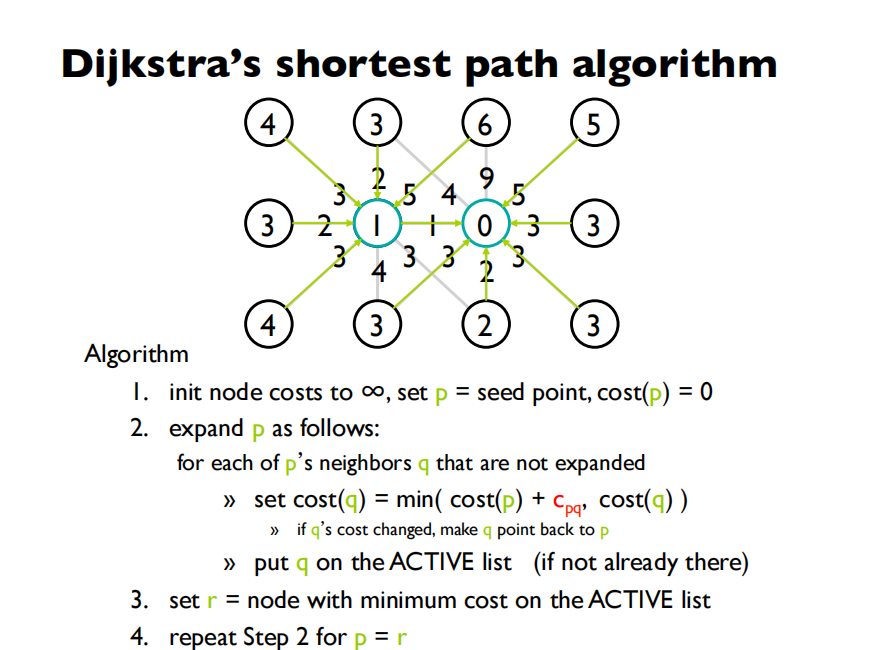 Dijkstra's shortest path algorithm
4 3 6 5
3 2 5 4 9 5
3 2 1 1 0 3 3
3 4 3 3 2 3
4 3 2 3
Algorithm
1. init node costs to ∞, set p = seed point, cost(p) = 0
2. expand p as follows:
for each of p's neighbors q that are not expanded
» set cost(q) = min( cost(p) + cpq, cost(q) )
» if q's cost changed, make q point back to p
» put q on the ACTIVE list (if not already there)
3. set r = node with minimum cost on the ACTIVE list
4. repeat Step 2 for p = r